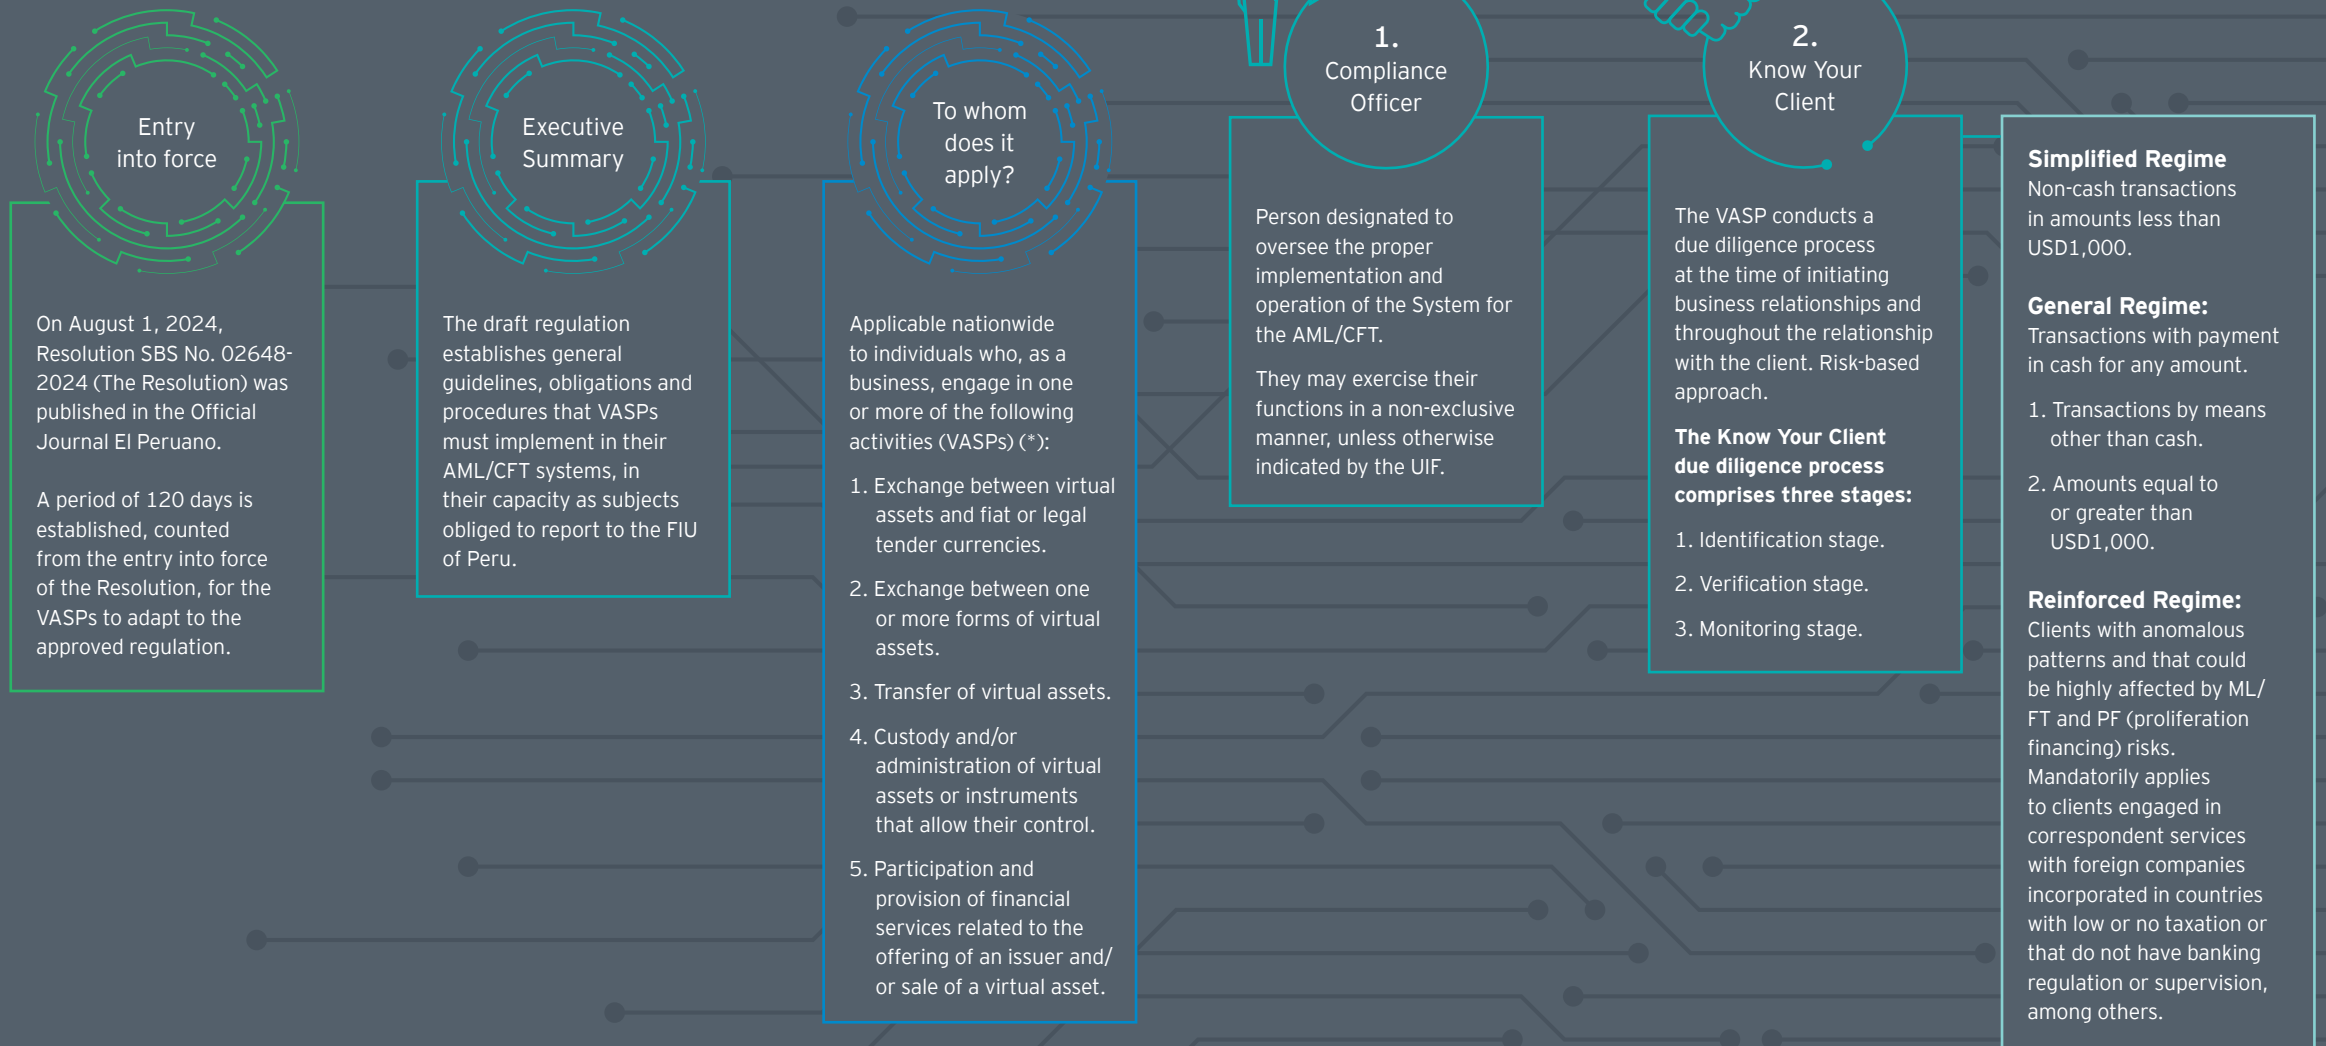 Entry
into force
On August 1, 2024,
Resolution SBS No. 02648-
2024 (The Resolution) was
published in the Official
Journal El Peruano.
A period of 120 days is
established, counted
from the entry into force
of the Resolution, for the
VASPs to adapt to the
approved regulation.
Executive
Summary
The draft regulation
establishes general
guidelines, obligations and
procedures that VASPs
must implement in their
AML/CFT systems, in
their capacity as subjects
obliged to report to the FIU
of Peru.
To whom
does it
apply?
Applicable nationwide
to individuals who, as a
business, engage in one
or more of the following
activities (VASPs) (*):
1. Exchange between virtual
assets and fiat or legal
tender currencies.
2. Exchange between one
or more forms of virtual
assets.
3. Transfer of virtual assets.
4. Custody and/or
administration of virtual
assets or instruments
that allow their control.
5. Participation and
provision of financial
services related to the
offering of an issuer and/
or sale of a virtual asset.
1.
Compliance
Officer
Person designated to
oversee the proper
implementation and
operation of the System for
the AML/CFT.
They may exercise their
functions in a non-exclusive
manner, unless otherwise
indicated by the UIF.
2.
Know Your
Client
The VASP conducts a
due diligence process
at the time of initiating
business relationships and
throughout the relationship
with the client. Risk-based
approach.
The Know Your Client
due diligence process
comprises three stages:
1. Identification stage.
2. Verification stage.
3. Monitoring stage.
Simplified Regime
Non-cash transactions
in amounts less than
USD1,000.
General Regime:
Transactions with payment
in cash for any amount.
1. Transactions by means
other than cash.
2. Amounts equal to
or greater than
USD1,000.
Reinforced Regime:
Clients with anomalous
patterns and that could
be highly affected by ML/
FT and PF (proliferation
financing) risks.
Mandatorily applies
to clients engaged in
correspondent services
with foreign companies
incorporated in countries
with low or no taxation or
that do not have banking
regulation or supervision,
among others.